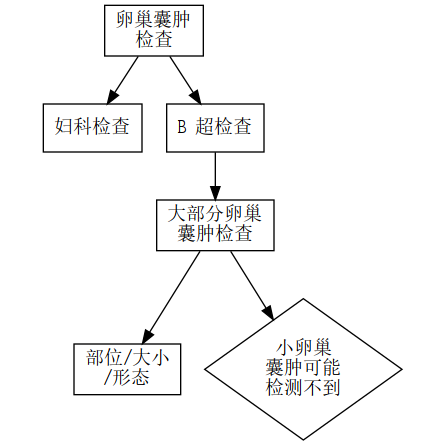 卵巢囊肿
检查
妇科检查
B 超检查
大部分卵巢
囊肿检查
部位/大小
/形态
小卵巢
囊肿可能
检测不到